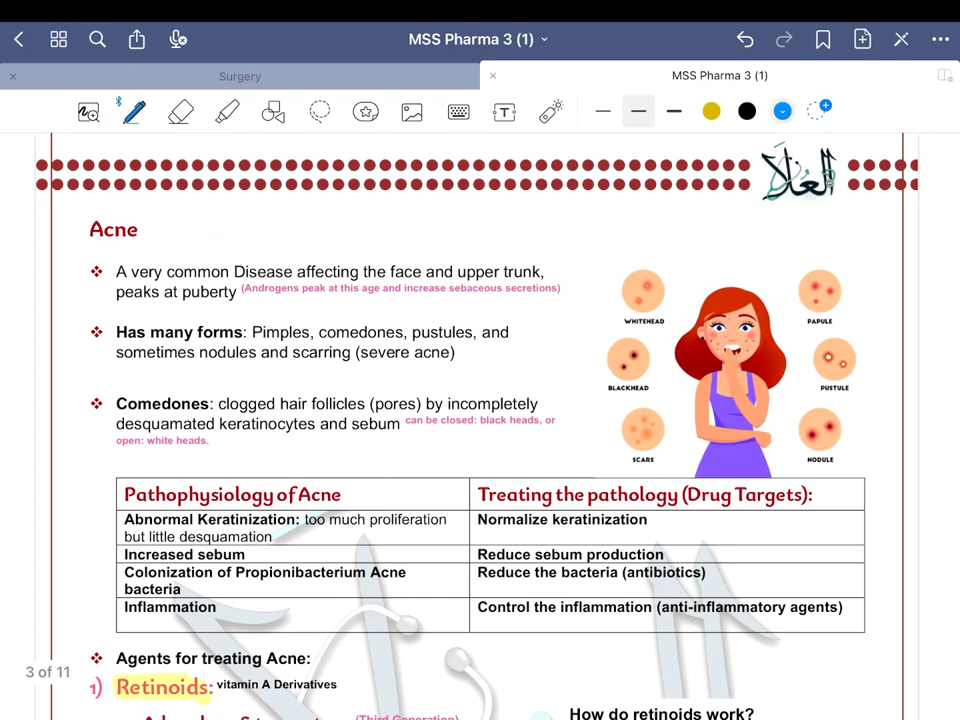 MSS Pharma 3 (1)
Surgery
MSS Pharma 3 (1)
العلا
Acne
❖ A very common Disease affecting the face and upper trunk,
peaks at puberty (Androgens peak at this age and increase sebaceous secretions)
❖ Has many forms: Pimples, comedones, pustules, and
sometimes nodules and scarring (severe acne)
❖ Comedones: clogged hair follicles (pores) by incompletely
desquamated keratinocytes and sebum can be closed: black heads, or
open: white heads.
WHITEHEAD
PAPULE
BLACKHEAD
PUSTULE
SCARS
NODULE
Pathophysiology of Acne
Treating the pathology (Drug Targets):
Abnormal Keratinization: too much proliferation
but little desquamation
Normalize keratinization
Increased sebum
Reduce sebum production
Colonization of Propionibacterium Acne
bacteria
Reduce the bacteria (antibiotics)
Inflammation
Control the inflammation (anti-inflammatory agents)
❖ Agents for treating Acne:
3 of 11
1) Retinoids: vitamin A Derivatives
(Third Generation)
How do retinoids work?